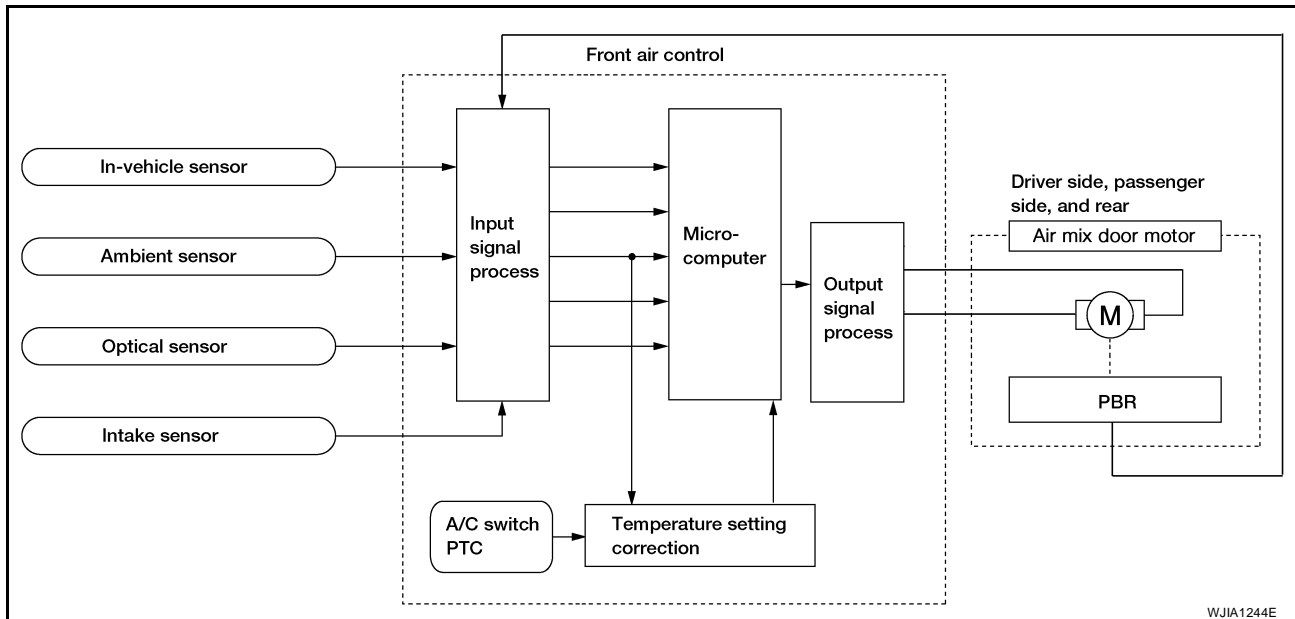 Front air control
In-vehicle sensor
Ambient sensor
Optical sensor
Intake sensor
Input
signal
process
Micro-
computer
Output
signal
process
A/C switch
PTC
Temperature setting
correction
Driver side, passenger
side, and rear
Air mix door motor
M
PBR
WJIA1244E